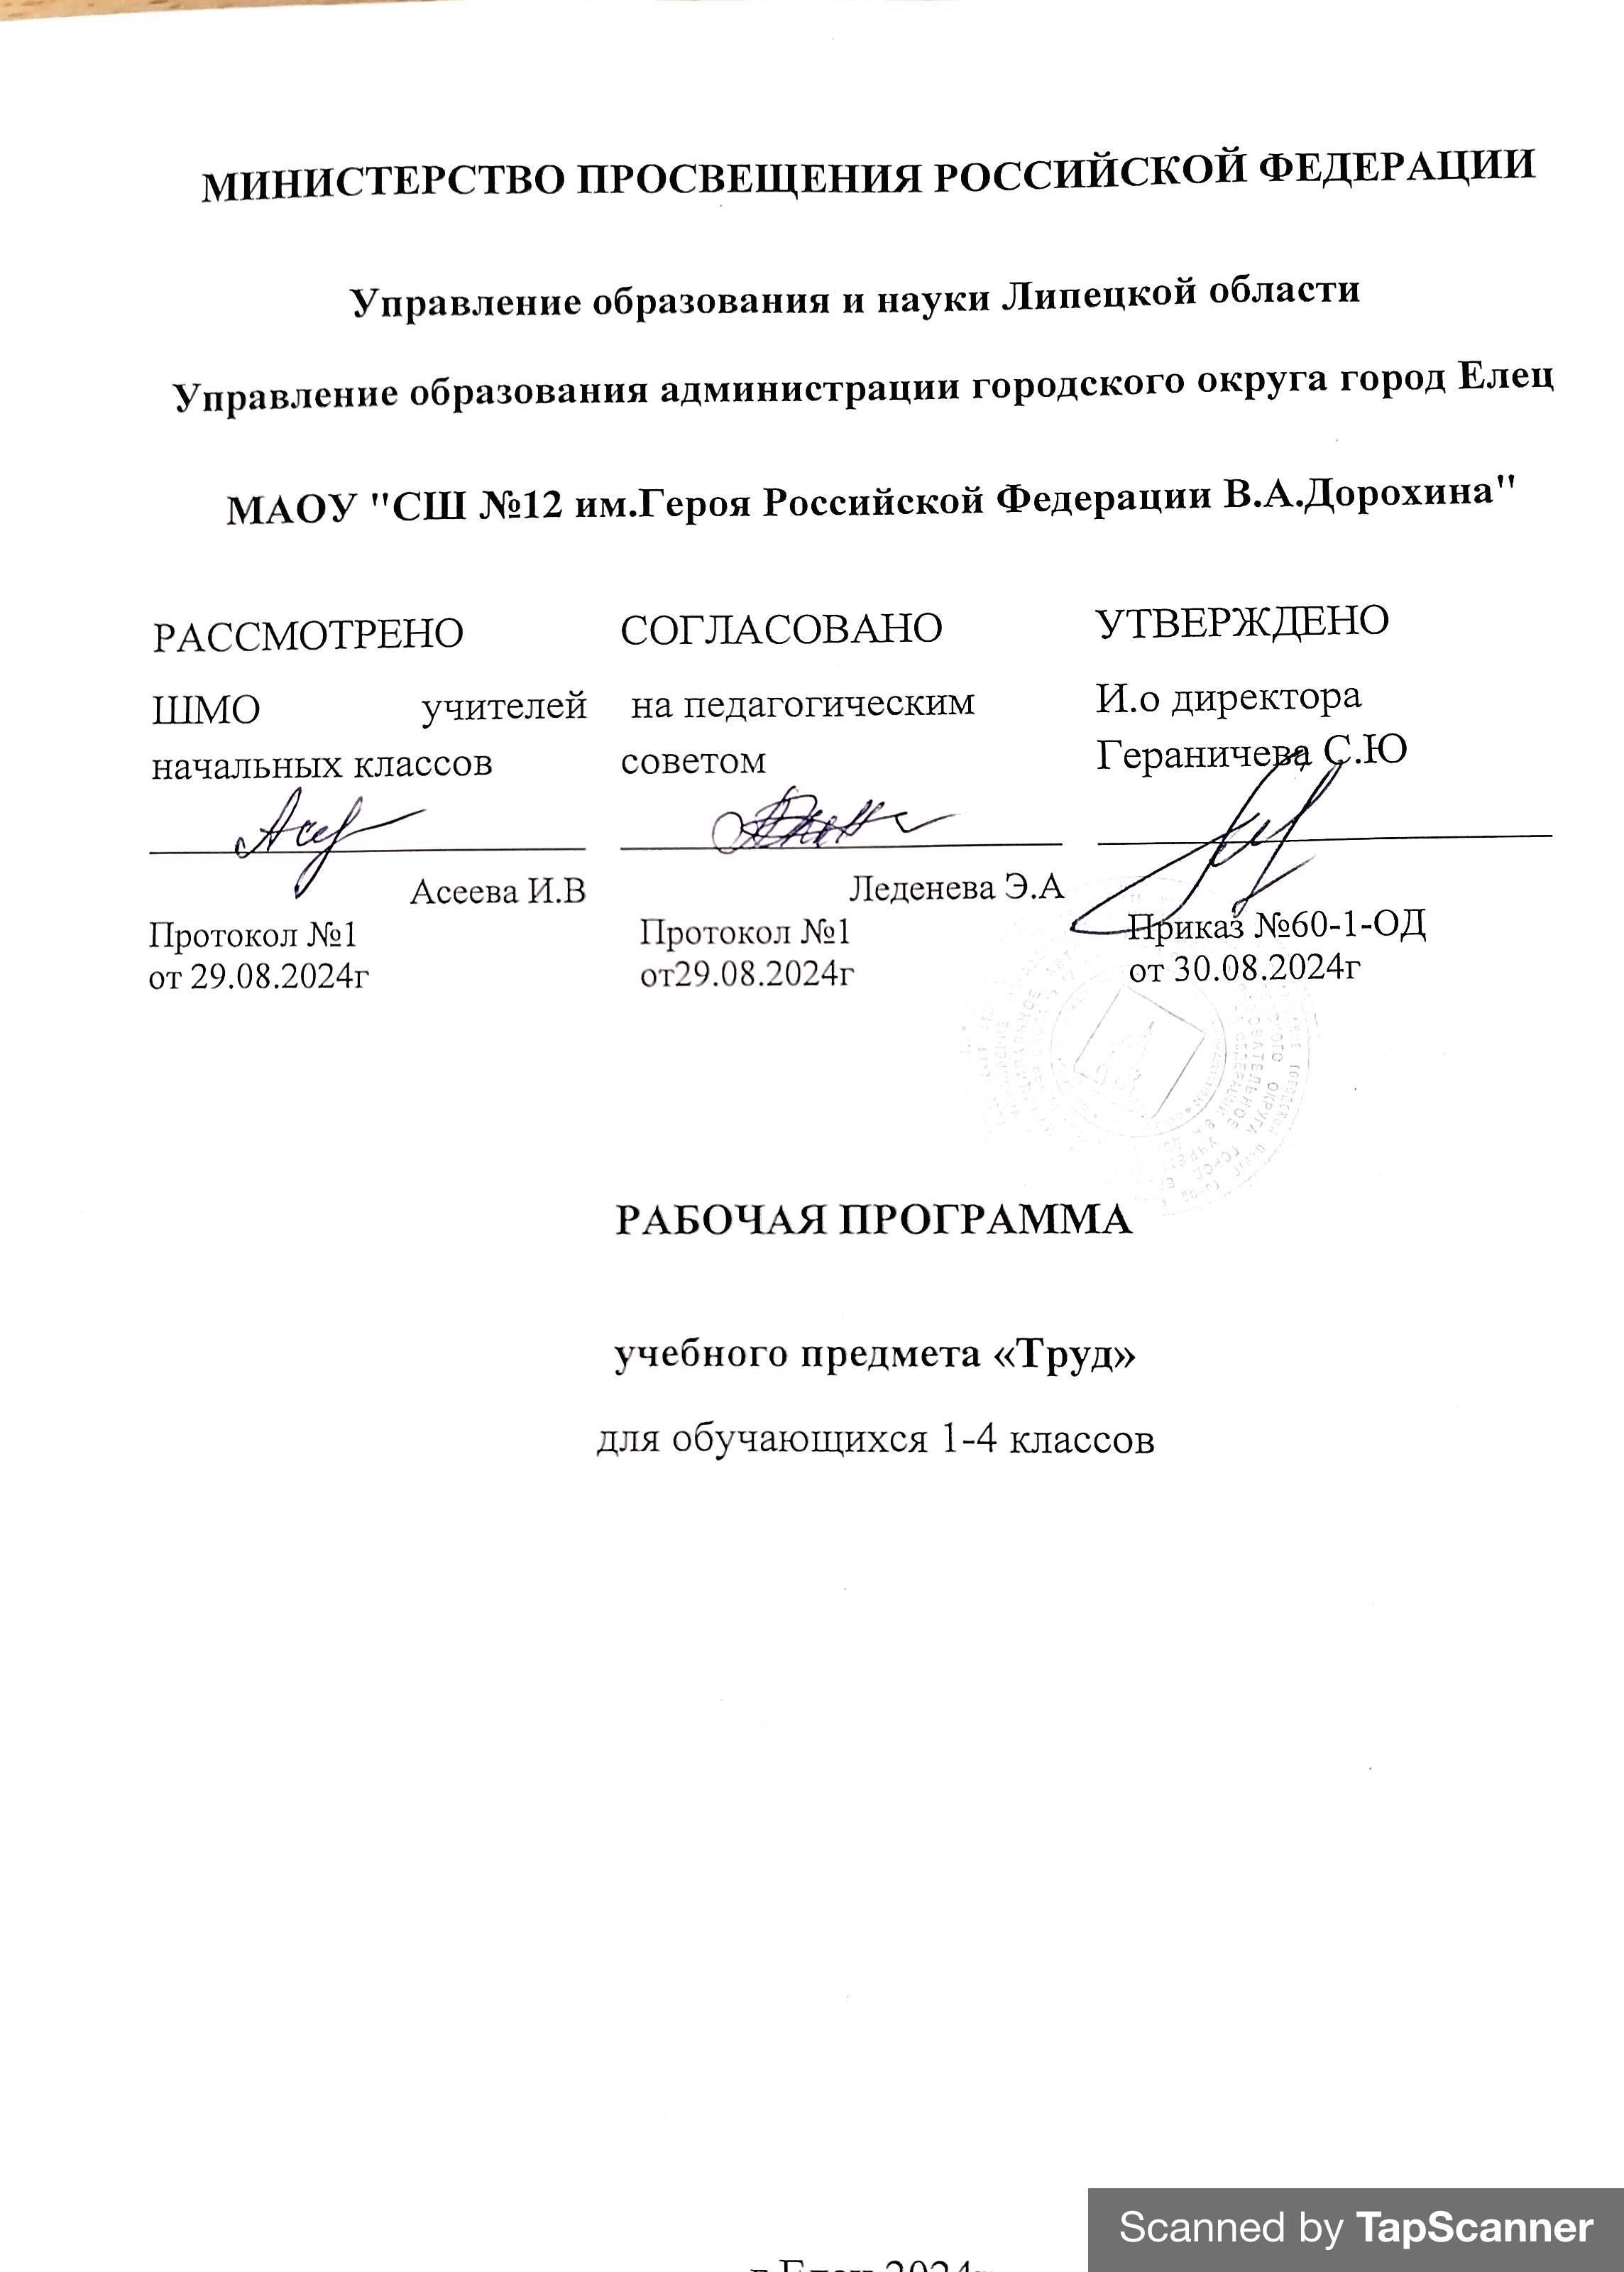 МИНИСТЕРСТВО ПРОСВЕЩЕНИЯ РОССИЙСКОЙ ФЕДЕРАЦИИ
Управление образования и науки Липецкой области
Управление образования администрации городского округа город Елец
МАОУ "СШ №12 им.Героя Российской Федерации В.А.Дорохина"
РАССМОТРЕНО
ШМО учителей
начальных классов
Асеева И.В
Протокол №1
от 29.08.2024г
СОГЛАСОВАНО
на педагогическим
советом
Леденева Э.А
Протокол №1
от29.08.2024г
УТВЕРЖДЕНО
И.о директора
Гераничева С.Ю
Приказ №60-1-ОД
от 30.08.2024г
РАБОЧАЯ ПРОГРАММА
учебного предмета «Труд»
для обучающихся 1-4 классов
г Елец 2024г
Scanned by TapScanner